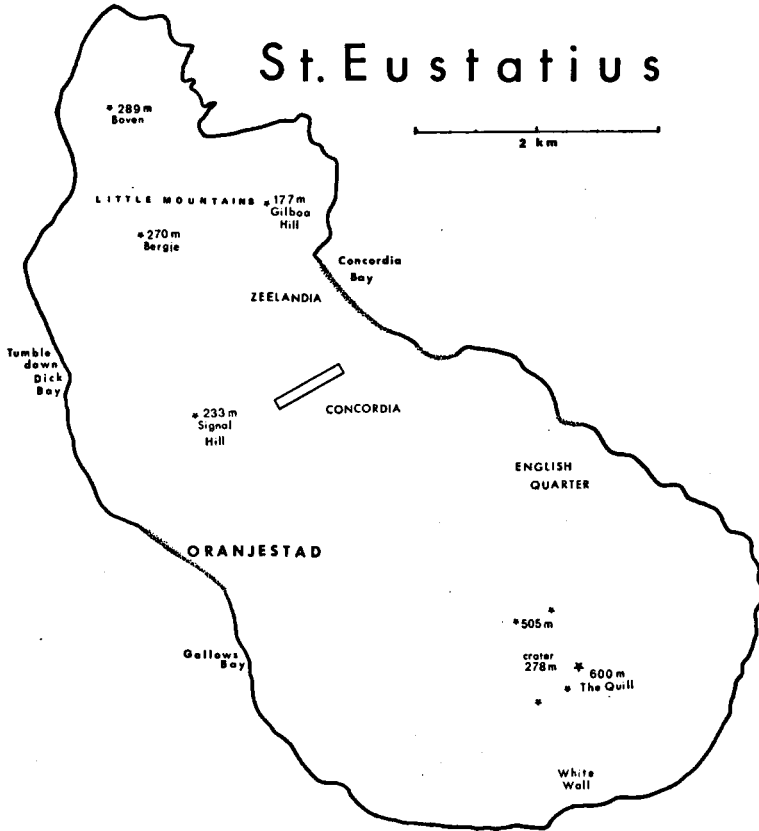 St. Eustatius
289 m
Boven
2 km
LITTLE MOUNTAINS
177 m
Gilboa
Hill
270 m
Bergje
Concordia
Bay
ZEELANDIA
Tumble
down
Dick
Bay
CONCORDIA
233 m
Signal
Hill
ENGLISH
QUARTER
ORANJESTAD
505 m
Gallows
Bay
crater
278 m
600 m
The Quill
White
Wall